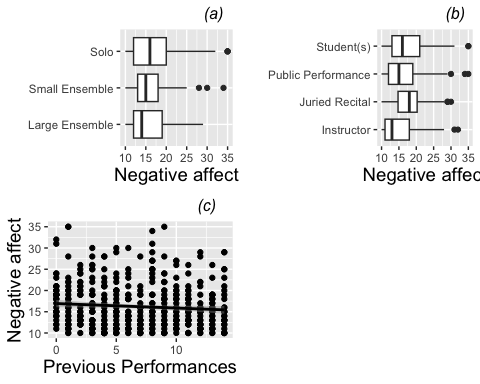 (a)
Solo
Small Ensemble
Large Ensemble
10 15 20 25 30 35
Negative affect
(b)
Student(s)
Public Performance
Juried Recital
Instructor
10 15 20 25 30 35
Negative affec
(c)
Negative affect
35
30
25
20
15
10
0 5 10
Previous Performances